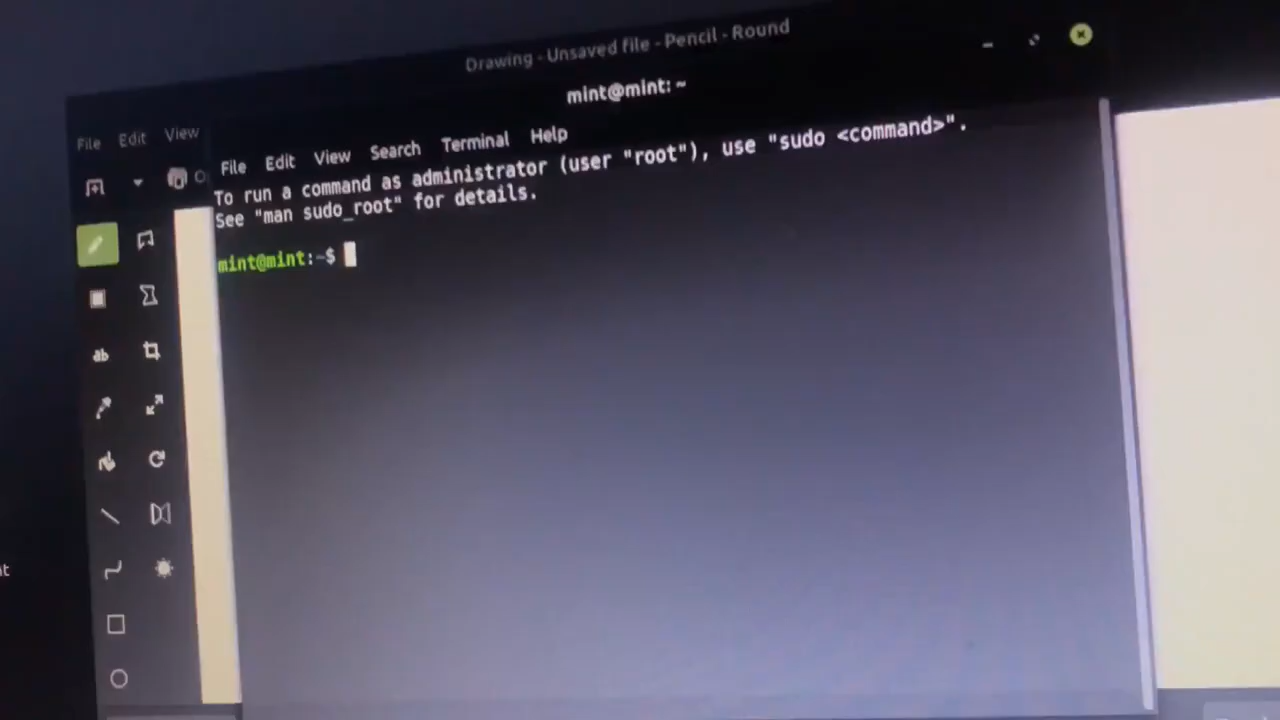 Drawing - Unsaved file - Pencil - Round
mint@mint: ~
File Edit View
File Edit View Search Terminal Help
To run a command as administrator (user "root"), use "sudo <command>".
See "man sudo_root" for details.
mint@mint:~$
ab